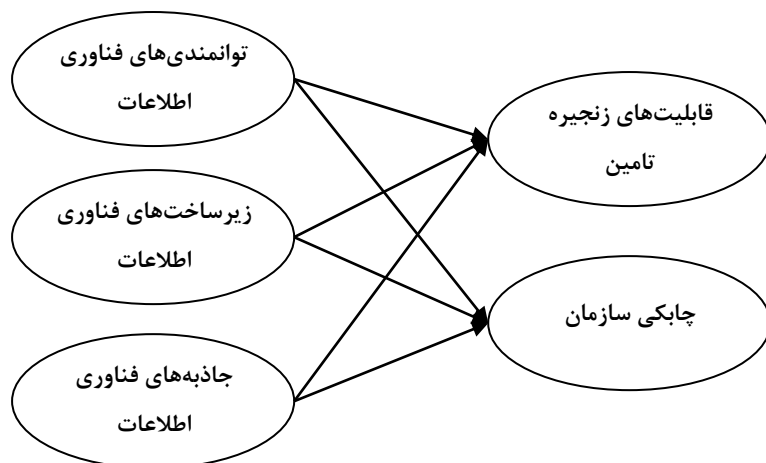 توانمندی‌های فناوری
اطلاعات
زیرساخت‌های فناوری
اطلاعات
جاذبه‌های فناوری
اطلاعات
قابلیت‌های زنجیره
تامین
چابکی سازمان